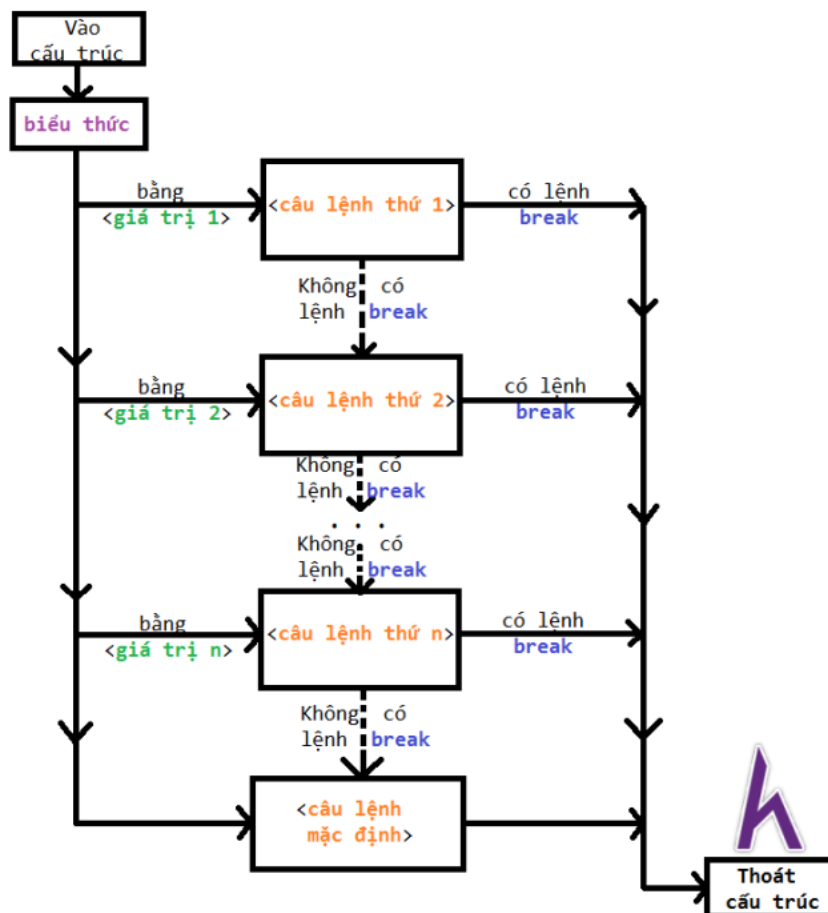 Vào
cấu trúc
biểu thức
bằng
<giá trị 1>
<câu lệnh thứ 1>
có lệnh
break
Không có
lệnh break
bằng
<giá trị 2>
<câu lệnh thứ 2>
có lệnh
break
Không có
lệnh break
. . .
Không có
lệnh break
bằng
<giá trị n>
<câu lệnh thứ n>
có lệnh
break
Không có
lệnh break
<câu lệnh
mặc định>
Thoát
cấu trúc